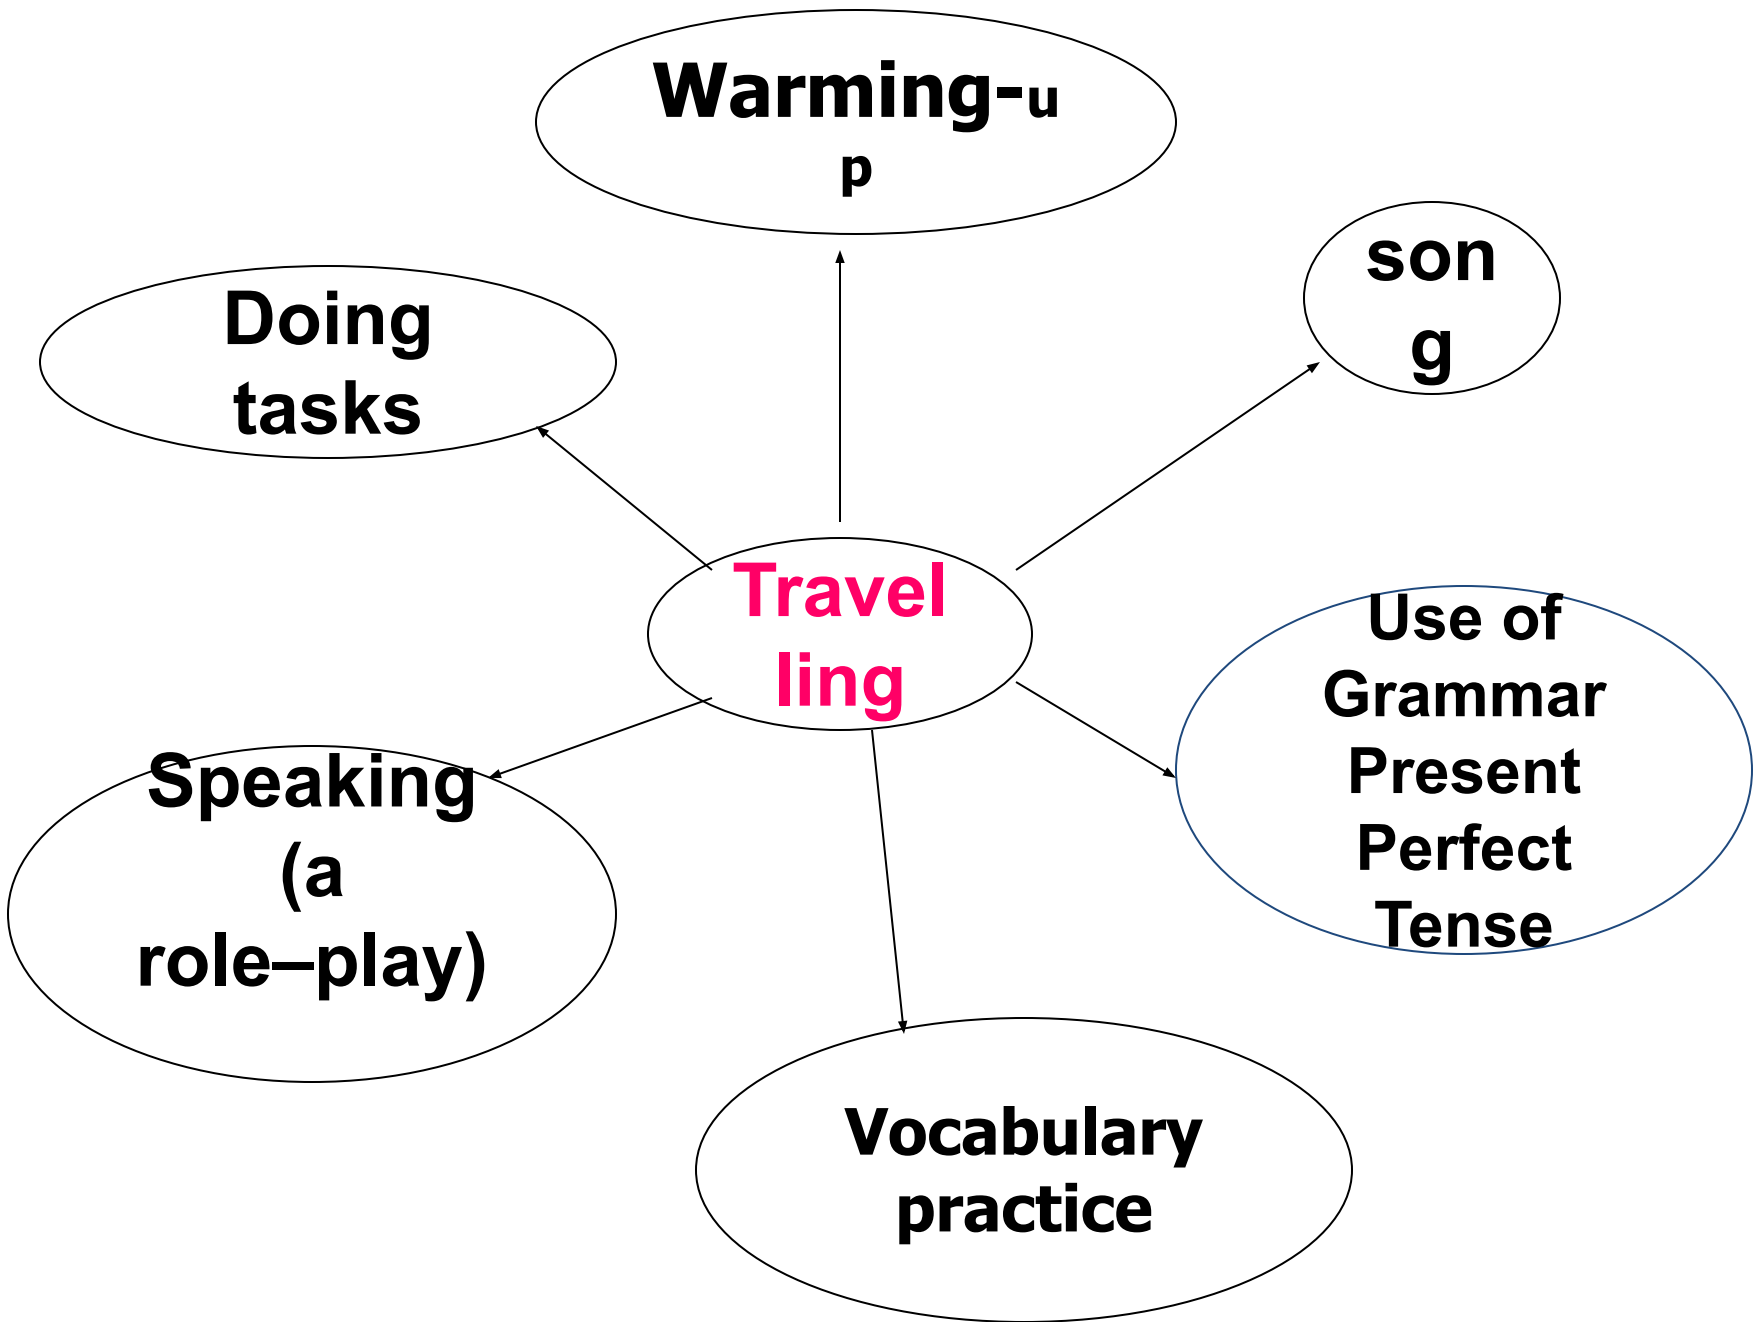 Warming-u
p
son
g
Doing
tasks
Travel
ling
Use of
Grammar
Present
Perfect
Tense
Speaking
(a
role–play)
Vocabulary
practice